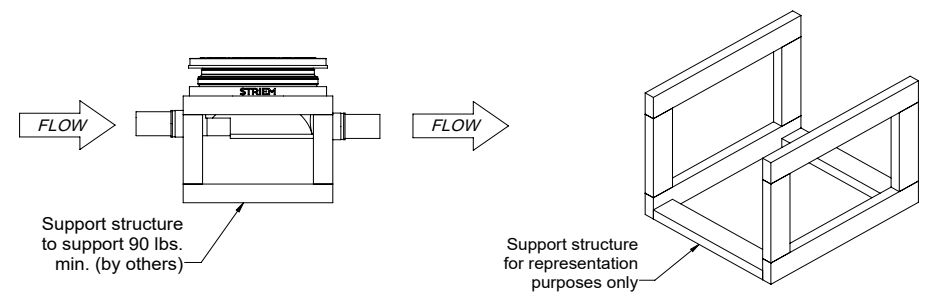 STRIEM
FLOW
FLOW
Support structure
to support 90 lbs.
min. (by others)
Support structure
for representation
purposes only